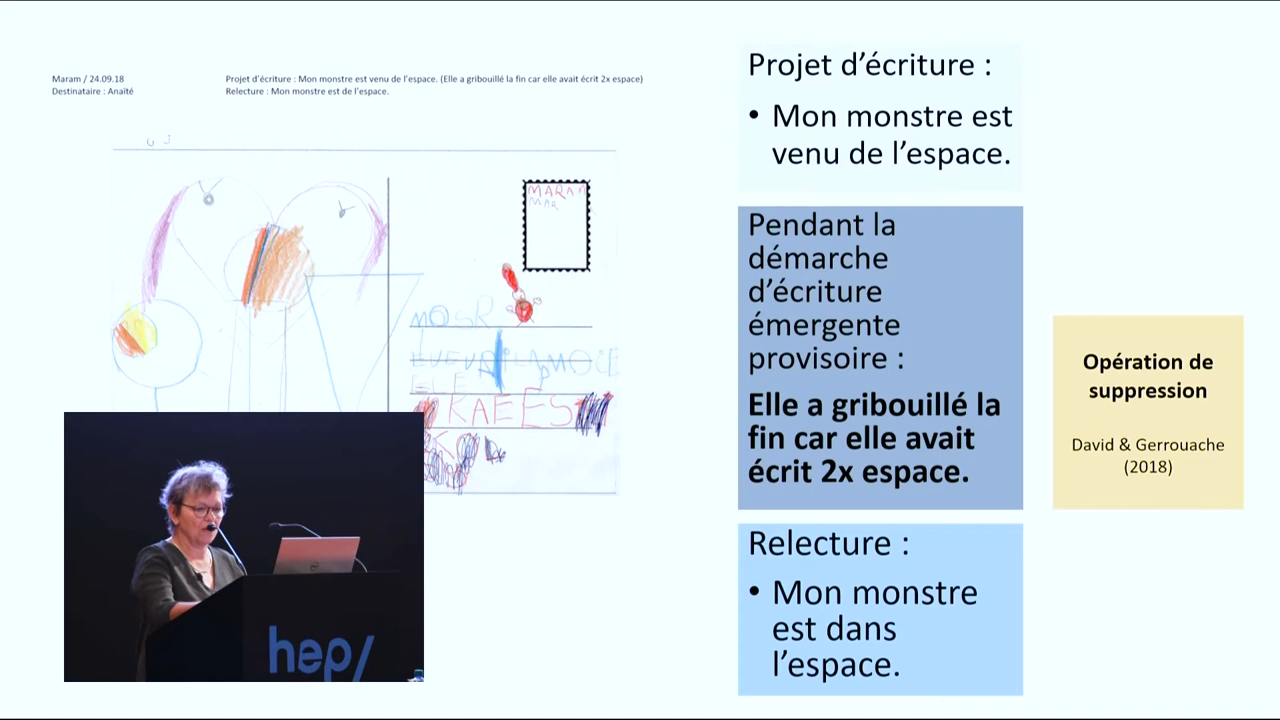 Maram / 24.09.18
Destinataire : Anaïté
Projet d'écriture : Mon monstre est venu de l'espace. (Elle a gribouillé la fin car elle avait écrit 2x espace)
Relecture : Mon monstre est de l'espace.
MARAM
MAR
MOSR
ELE
KAEES
Projet d'écriture :
• Mon monstre est
venu de l'espace.
Pendant la
démarche
d'écriture
émergente
provisoire :
Elle a gribouillé la
fin car elle avait
écrit 2x espace.
Opération de
suppression
David & Gerrouache
(2018)
Relecture :
• Mon monstre
est dans
l'espace.
hep/